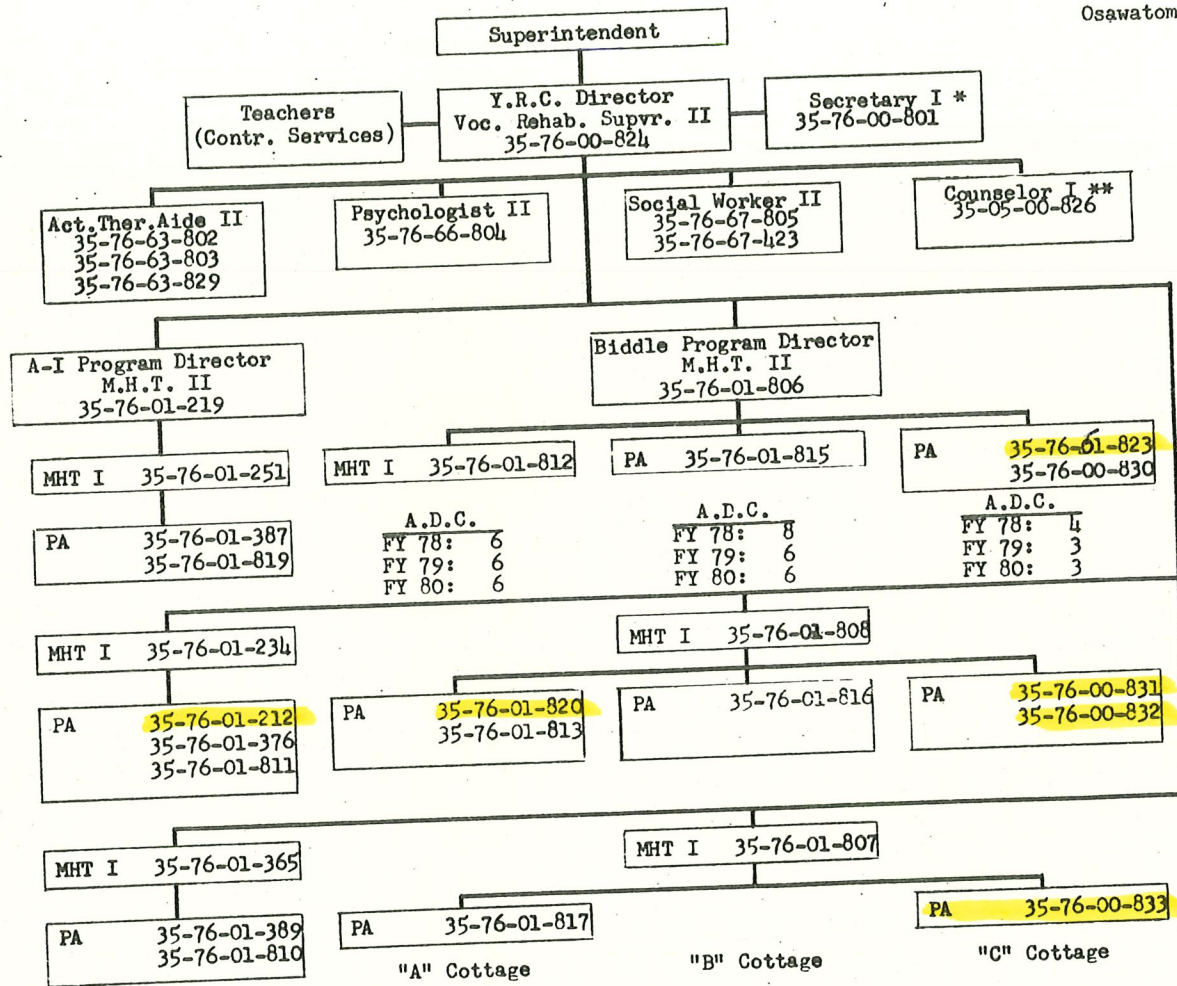 Osawatom
Superintendent
Teachers
(Contr. Services)
Y.R.C. Director
Voc. Rehab. Supvr. II
35-76-00-824
Secretary I *
35-76-00-801
Act.Ther.Aide II
35-76-63-802
35-76-63-803
35-76-63-829
Psychologist II
35-76-66-804
Social Worker II
35-76-67-805
35-76-67-423
Counselor I **
35-05-00-826
A-I Program Director
M.H.T. II
35-76-01-219
Biddle Program Director
M.H.T. II
35-76-01-806
MHT I 35-76-01-251
MHT I 35-76-01-812
PA 35-76-01-815
PA 35-76-01-823
35-76-00-830
PA 35-76-01-387
35-76-01-819
A.D.C.
FY 78: 6
FY 79: 6
FY 80: 6
A.D.C.
FY 78: 8
FY 79: 6
FY 80: 6
A.D.C.
FY 78: 4
FY 79: 3
FY 80: 3
MHT I 35-76-01-234
MHT I 35-76-01-808
PA 35-76-01-212
35-76-01-376
35-76-01-811
PA 35-76-01-820
35-76-01-813
PA 35-76-01-816
PA 35-76-00-831
35-76-00-832
MHT I 35-76-01-365
MHT I 35-76-01-807
PA 35-76-01-389
35-76-01-810
PA 35-76-01-817
PA 35-76-00-833
"A" Cottage
"B" Cottage
"C" Cottage